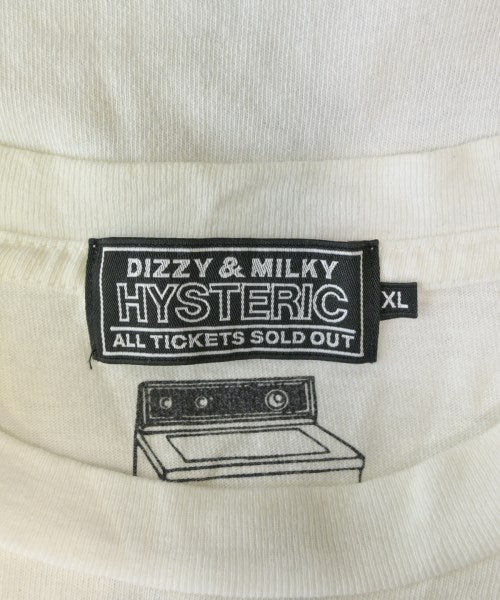 DIZZY & MILKY
HYSTERIC
ALL TICKETS SOLD OUT
XL